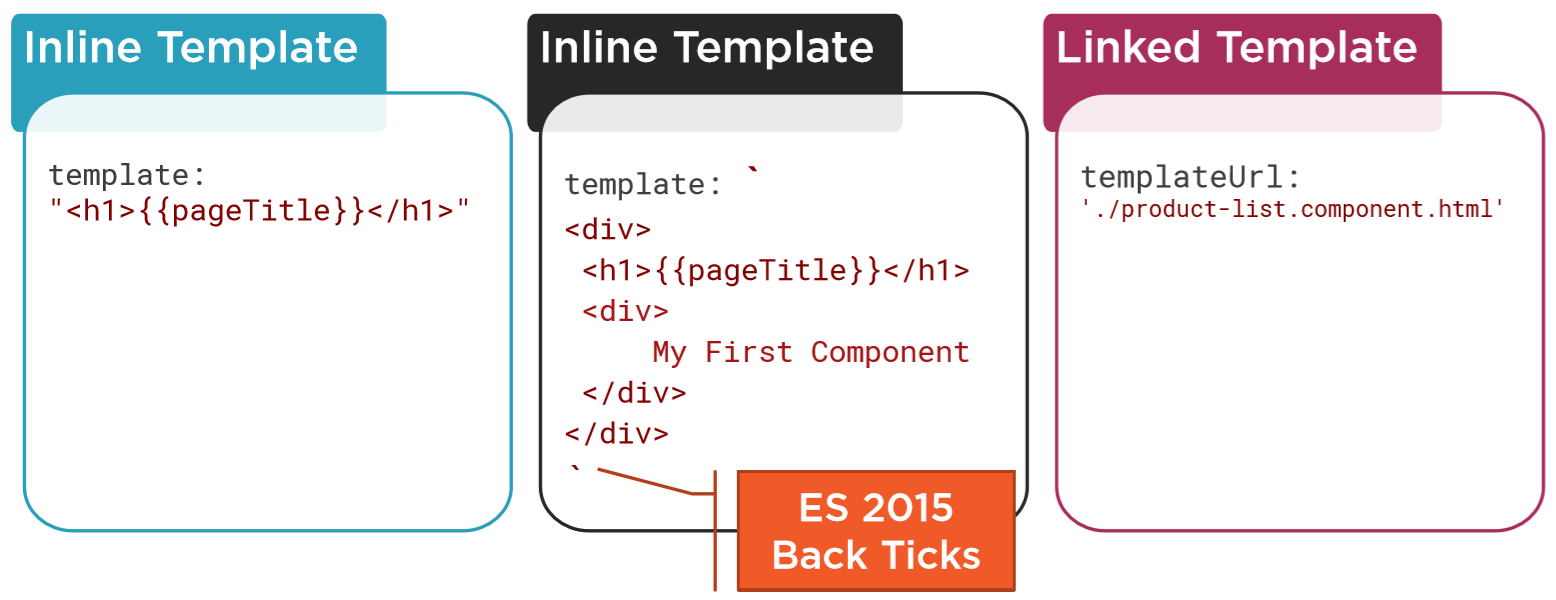 Inline Template
template:
"<h1>{{pageTitle}}</h1>"
Inline Template
template: `
<div>
<h1>{{pageTitle}}</h1>
<div>
My First Component
</div>
</div>
`
ES 2015
Back Ticks
Linked Template
templateUrl:
'./product-list.component.html'